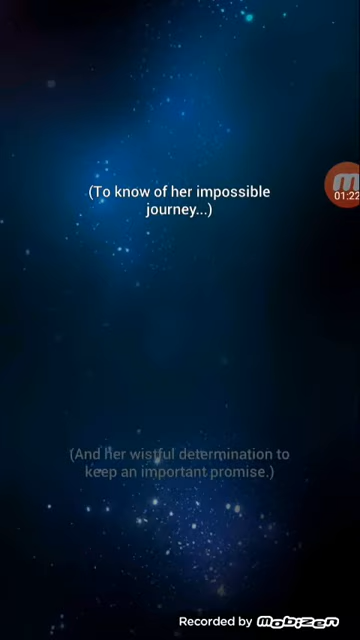 (To know of her impossible
journey...)
01:22
(And her wistful determination to
keep an important promise.)
Recorded by mobizen